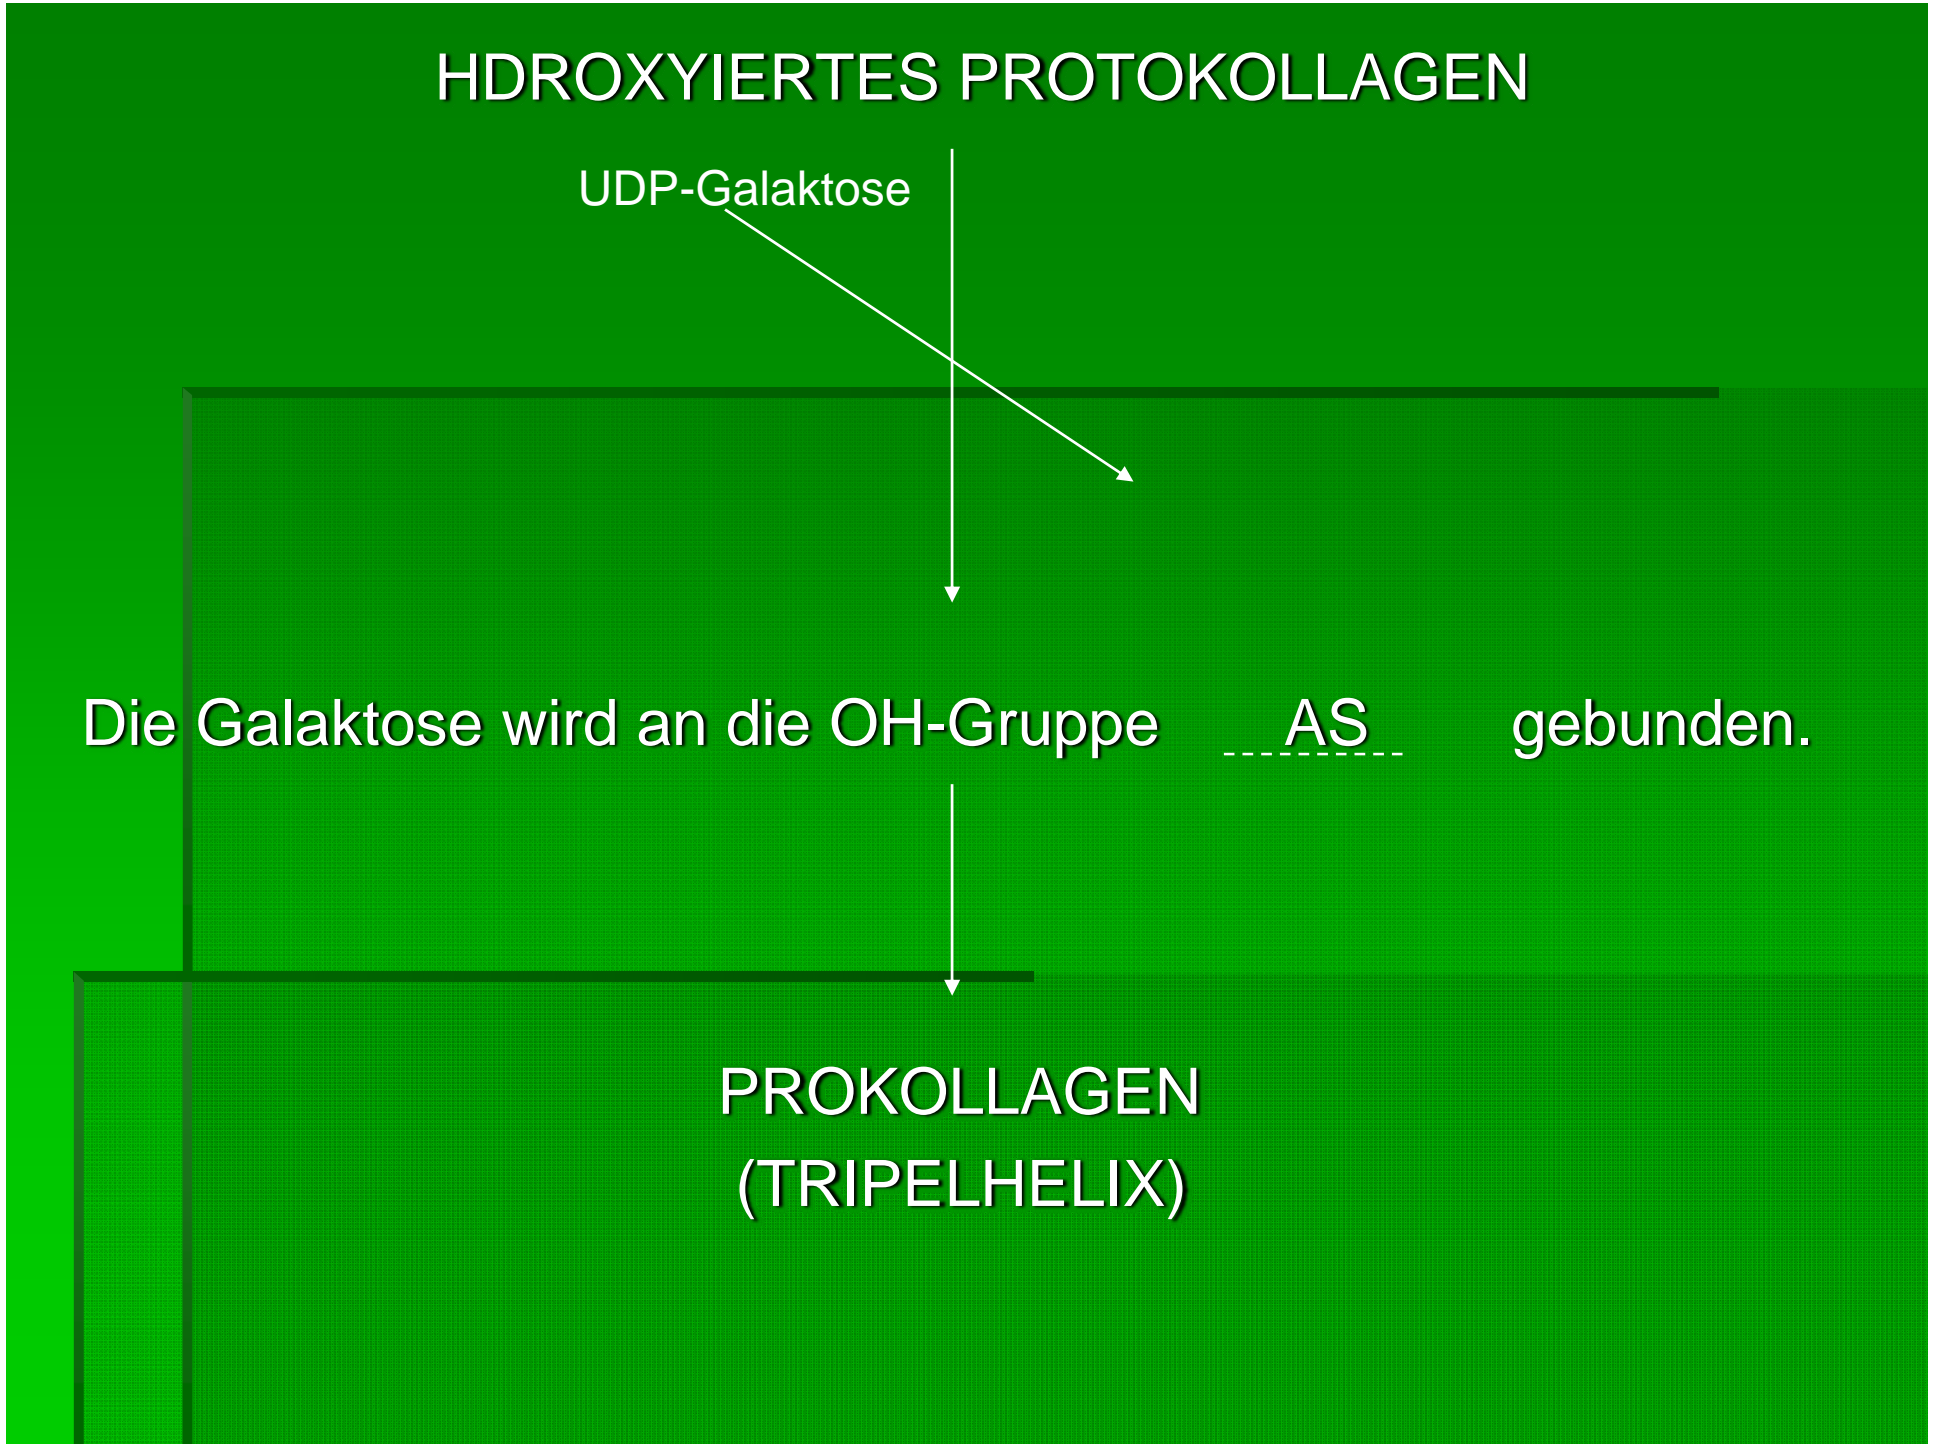 HDROXYIERTES PROTOKOLLAGEN
UDP-Galaktose
Die Galaktose wird an die OH-Gruppe AS gebunden.
PROKOLLAGEN
(TRIPELHELIX)